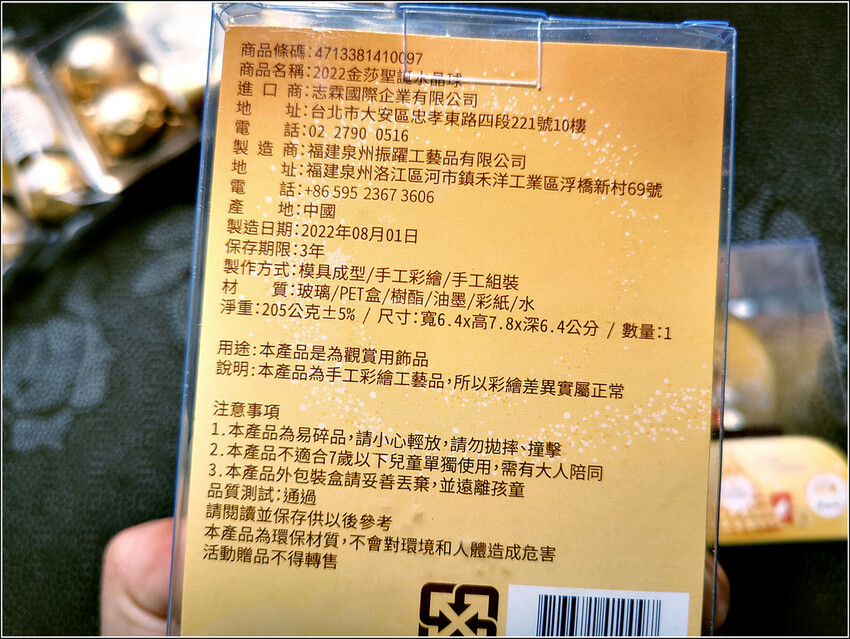 商品條碼:4713381410097
商品名稱:2022金莎聖誕水晶球
進口商:志霖國際企業有限公司
地　址:台北市大安區忠孝東路四段221號10樓
電　話:02 2790 0516
製造商:福建泉州振躍工藝品有限公司
地　址:福建泉州洛江區河市鎮禾洋工業區浮橋新村69號
電　話:+86 595 2367 3606
產　地:中國
製造日期:2022年08月01日
保存期限:3年
製作方式:模具成型/手工彩繪/手工組裝
材　質:玻璃/PET盒/樹酯/油墨/彩紙/水
淨重:205公克±5% / 尺寸:寬6.4x高7.8x深6.4公分 / 數量:1
用途:本產品是為觀賞用飾品
說明:本產品為手工彩繪工藝品,所以彩繪差異實屬正常
注意事項
1.本產品為易碎品,請小心輕放,請勿拋摔、撞擊
2.本產品不適合7歲以下兒童單獨使用,需有大人陪同
3.本產品外包裝盒請妥善丟棄,並遠離孩童
品質測試:通過
請閱讀並保存供以後參考
本產品為環保材質,不會對環境和人體造成危害
活動贈品不得轉售